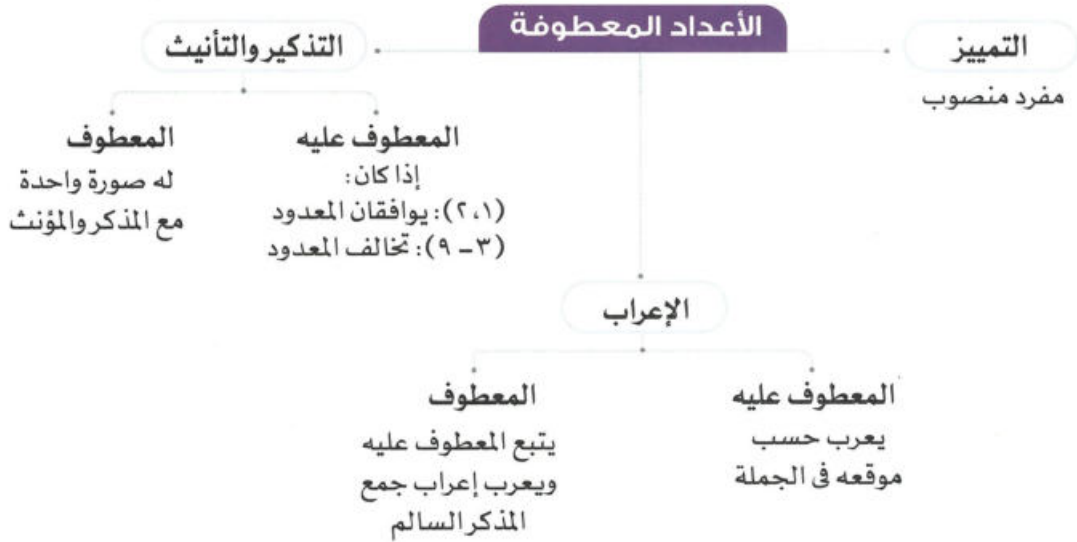 الأعداد المعطوفة
التمييز
مفرد منصوب
التذكير والتأنيث
المعطوف عليه
إذا كان:
(١، ٢): يوافقان المعدود
(٣ - ٩): تخالف المعدود
المعطوف
له صورة واحدة
مع المذكر والمؤنث
الإعراب
المعطوف عليه
يعرب حسب
موقعه فى الجملة
المعطوف
يتبع المعطوف عليه
ويعرب إعراب جمع
المذكر السالم